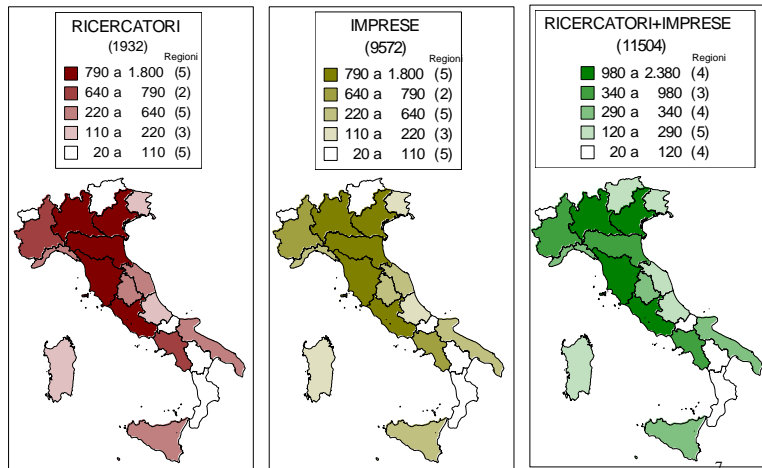 RICERCATORI
(1932)
Regioni
790 a 1.800 (5)
640 a 790 (2)
220 a 640 (5)
110 a 220 (3)
20 a 110 (5)
IMPRESE
(9572)
Regioni
790 a 1.800 (5)
640 a 790 (2)
220 a 640 (5)
110 a 220 (3)
20 a 110 (5)
RICERCATORI+IMPRESE
(11504)
Regioni
980 a 2.380 (4)
340 a 980 (3)
290 a 340 (4)
120 a 290 (5)
20 a 120 (4)
7